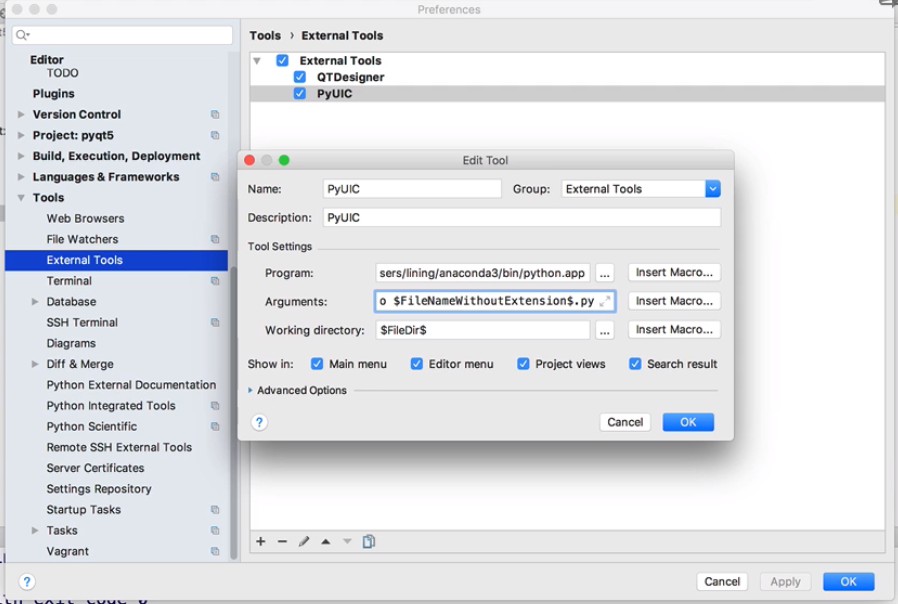 Preferences
Editor
TODO
Plugins
Version Control
Project: pyqt5
Build, Execution, Deployment
Languages & Frameworks
Tools
Web Browsers
File Watchers
External Tools
Terminal
Database
SSH Terminal
Diagrams
Diff & Merge
Python External Documentation
Python Integrated Tools
Python Scientific
Remote SSH External Tools
Server Certificates
Settings Repository
Startup Tasks
Tasks
Vagrant
Tools › External Tools
External Tools
QTDesigner
PyUIC
Edit Tool
Name: PyUIC Group: External Tools
Description: PyUIC
Tool Settings
Program: sers/lining/anaconda3/bin/python.app ... Insert Macro...
Arguments: o $FileNameWithoutExtension$.py Insert Macro...
Working directory: $FileDir$ ... Insert Macro...
Show in: Main menu Editor menu Project views Search result
Advanced Options
? Cancel OK
? Cancel Apply OK